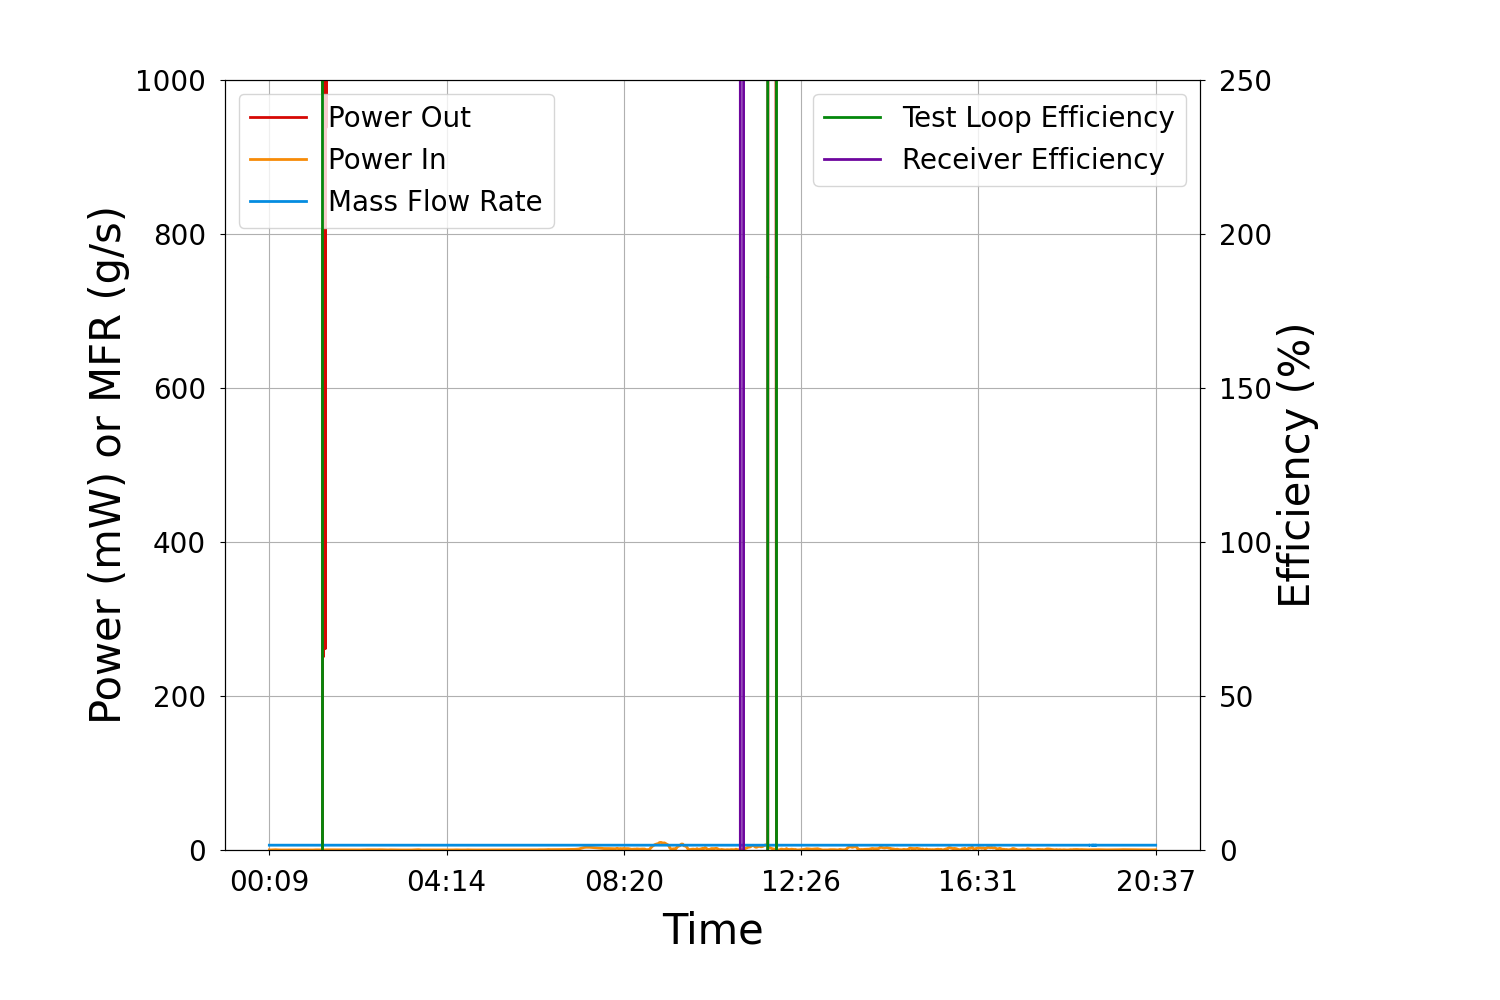 1000
800
600
400
200
0
Power (mW) or MFR (g/s)
Power Out
Power In
Mass Flow Rate
Test Loop Efficiency
Receiver Efficiency
250
200
150
100
50
0
Efficiency (%)
00:09 04:14 08:20 12:26 16:31 20:37
Time